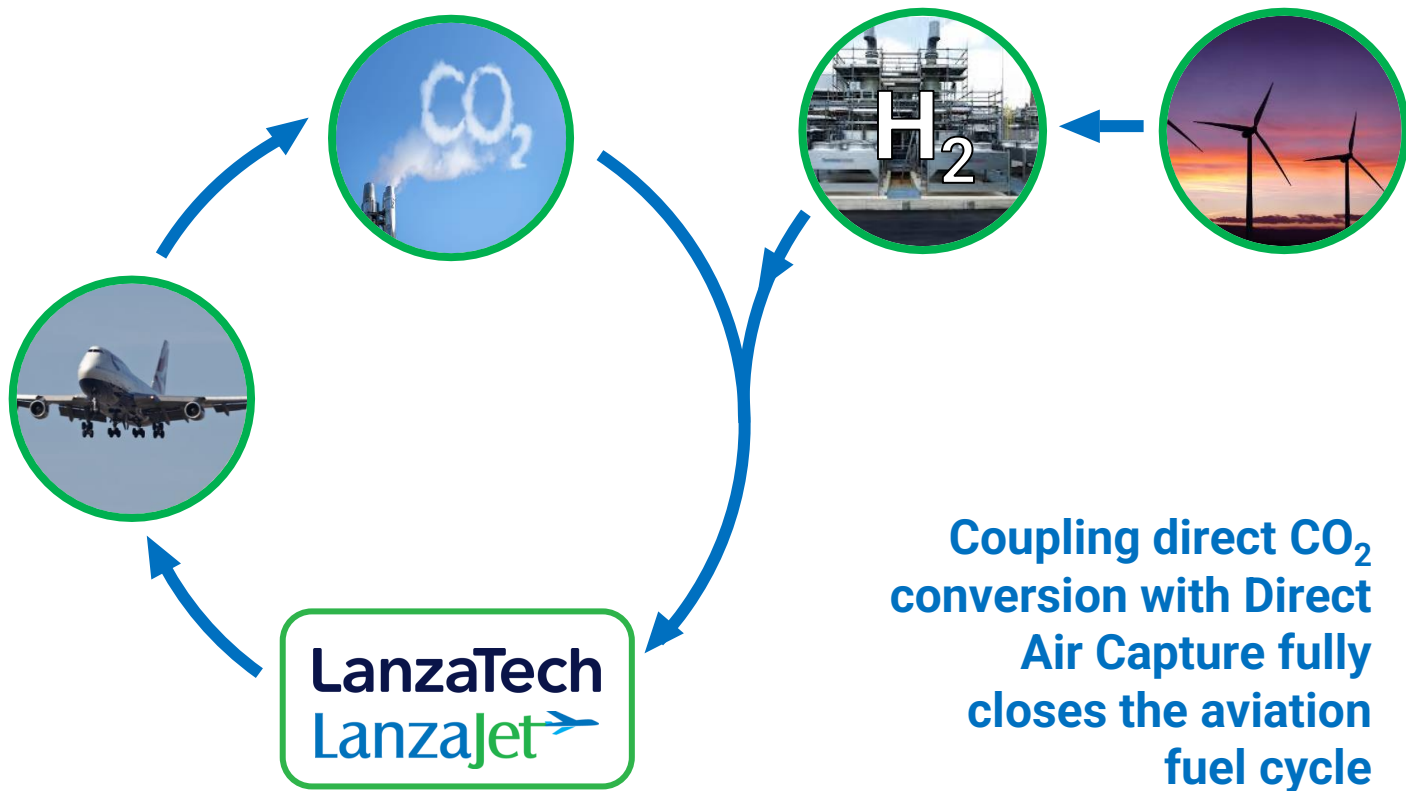 CO₂
H₂
LanzaTech
LanzaJet
Coupling direct CO₂
conversion with Direct
Air Capture fully
closes the aviation
fuel cycle